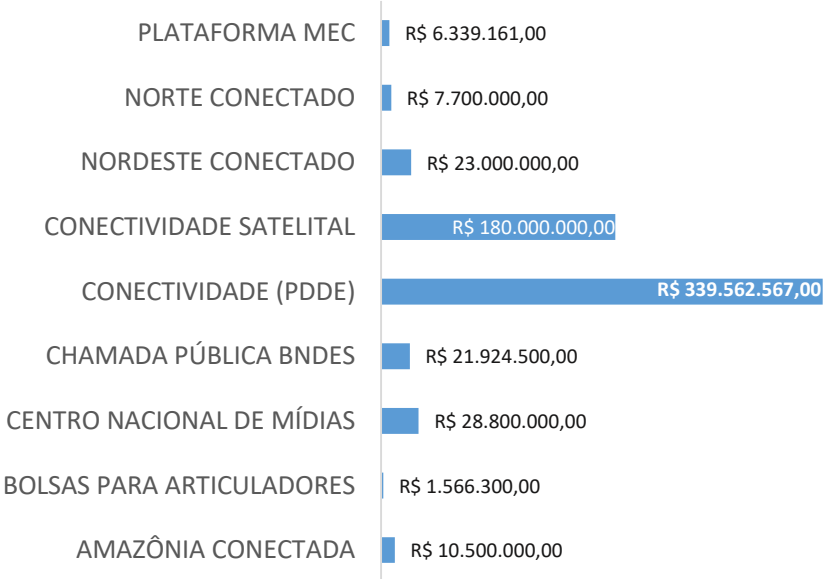 PLATAFORMA MEC R$ 6.339.161,00
NORTE CONECTADO R$ 7.700.000,00
NORDESTE CONECTADO R$ 23.000.000,00
CONECTIVIDADE SATELITAL R$ 180.000.000,00
CONECTIVIDADE (PDDE) R$ 339.562.567,00
CHAMADA PÚBLICA BNDES R$ 21.924.500,00
CENTRO NACIONAL DE MÍDIAS R$ 28.800.000,00
BOLSAS PARA ARTICULADORES R$ 1.566.300,00
AMAZÔNIA CONECTADA R$ 10.500.000,00